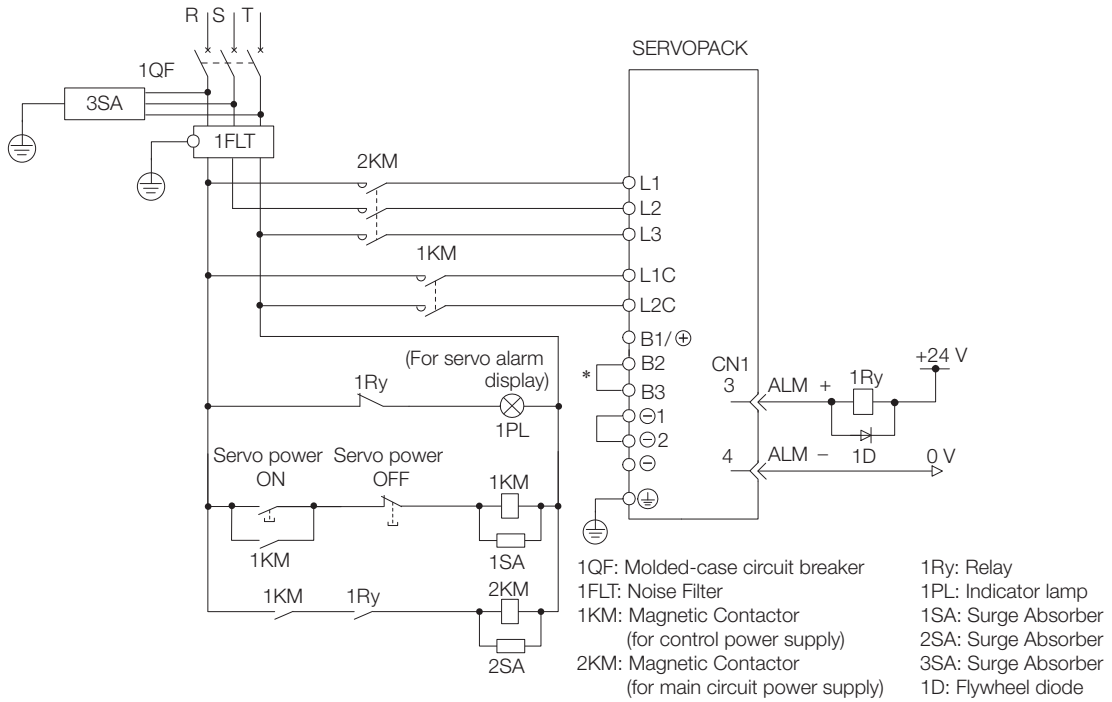 R S T
SERVOPACK
1QF
3SA
1FLT
2KM
L1
L2
L3
1KM
L1C
L2C
B1/⊕
(For servo alarm
display)
B2
CN1
+24 V
*
1Ry
B3
3
ALM +
1Ry
⊖1
1PL
⊖2
Servo power
ON
Servo power
OFF
4
ALM −
1D
0 V
⊖
1KM
1KM
1SA
1KM
1Ry
2KM
2SA
1QF: Molded-case circuit breaker
1FLT: Noise Filter
1KM: Magnetic Contactor
(for control power supply)
2KM: Magnetic Contactor
(for main circuit power supply)
1Ry: Relay
1PL: Indicator lamp
1SA: Surge Absorber
2SA: Surge Absorber
3SA: Surge Absorber
1D: Flywheel diode